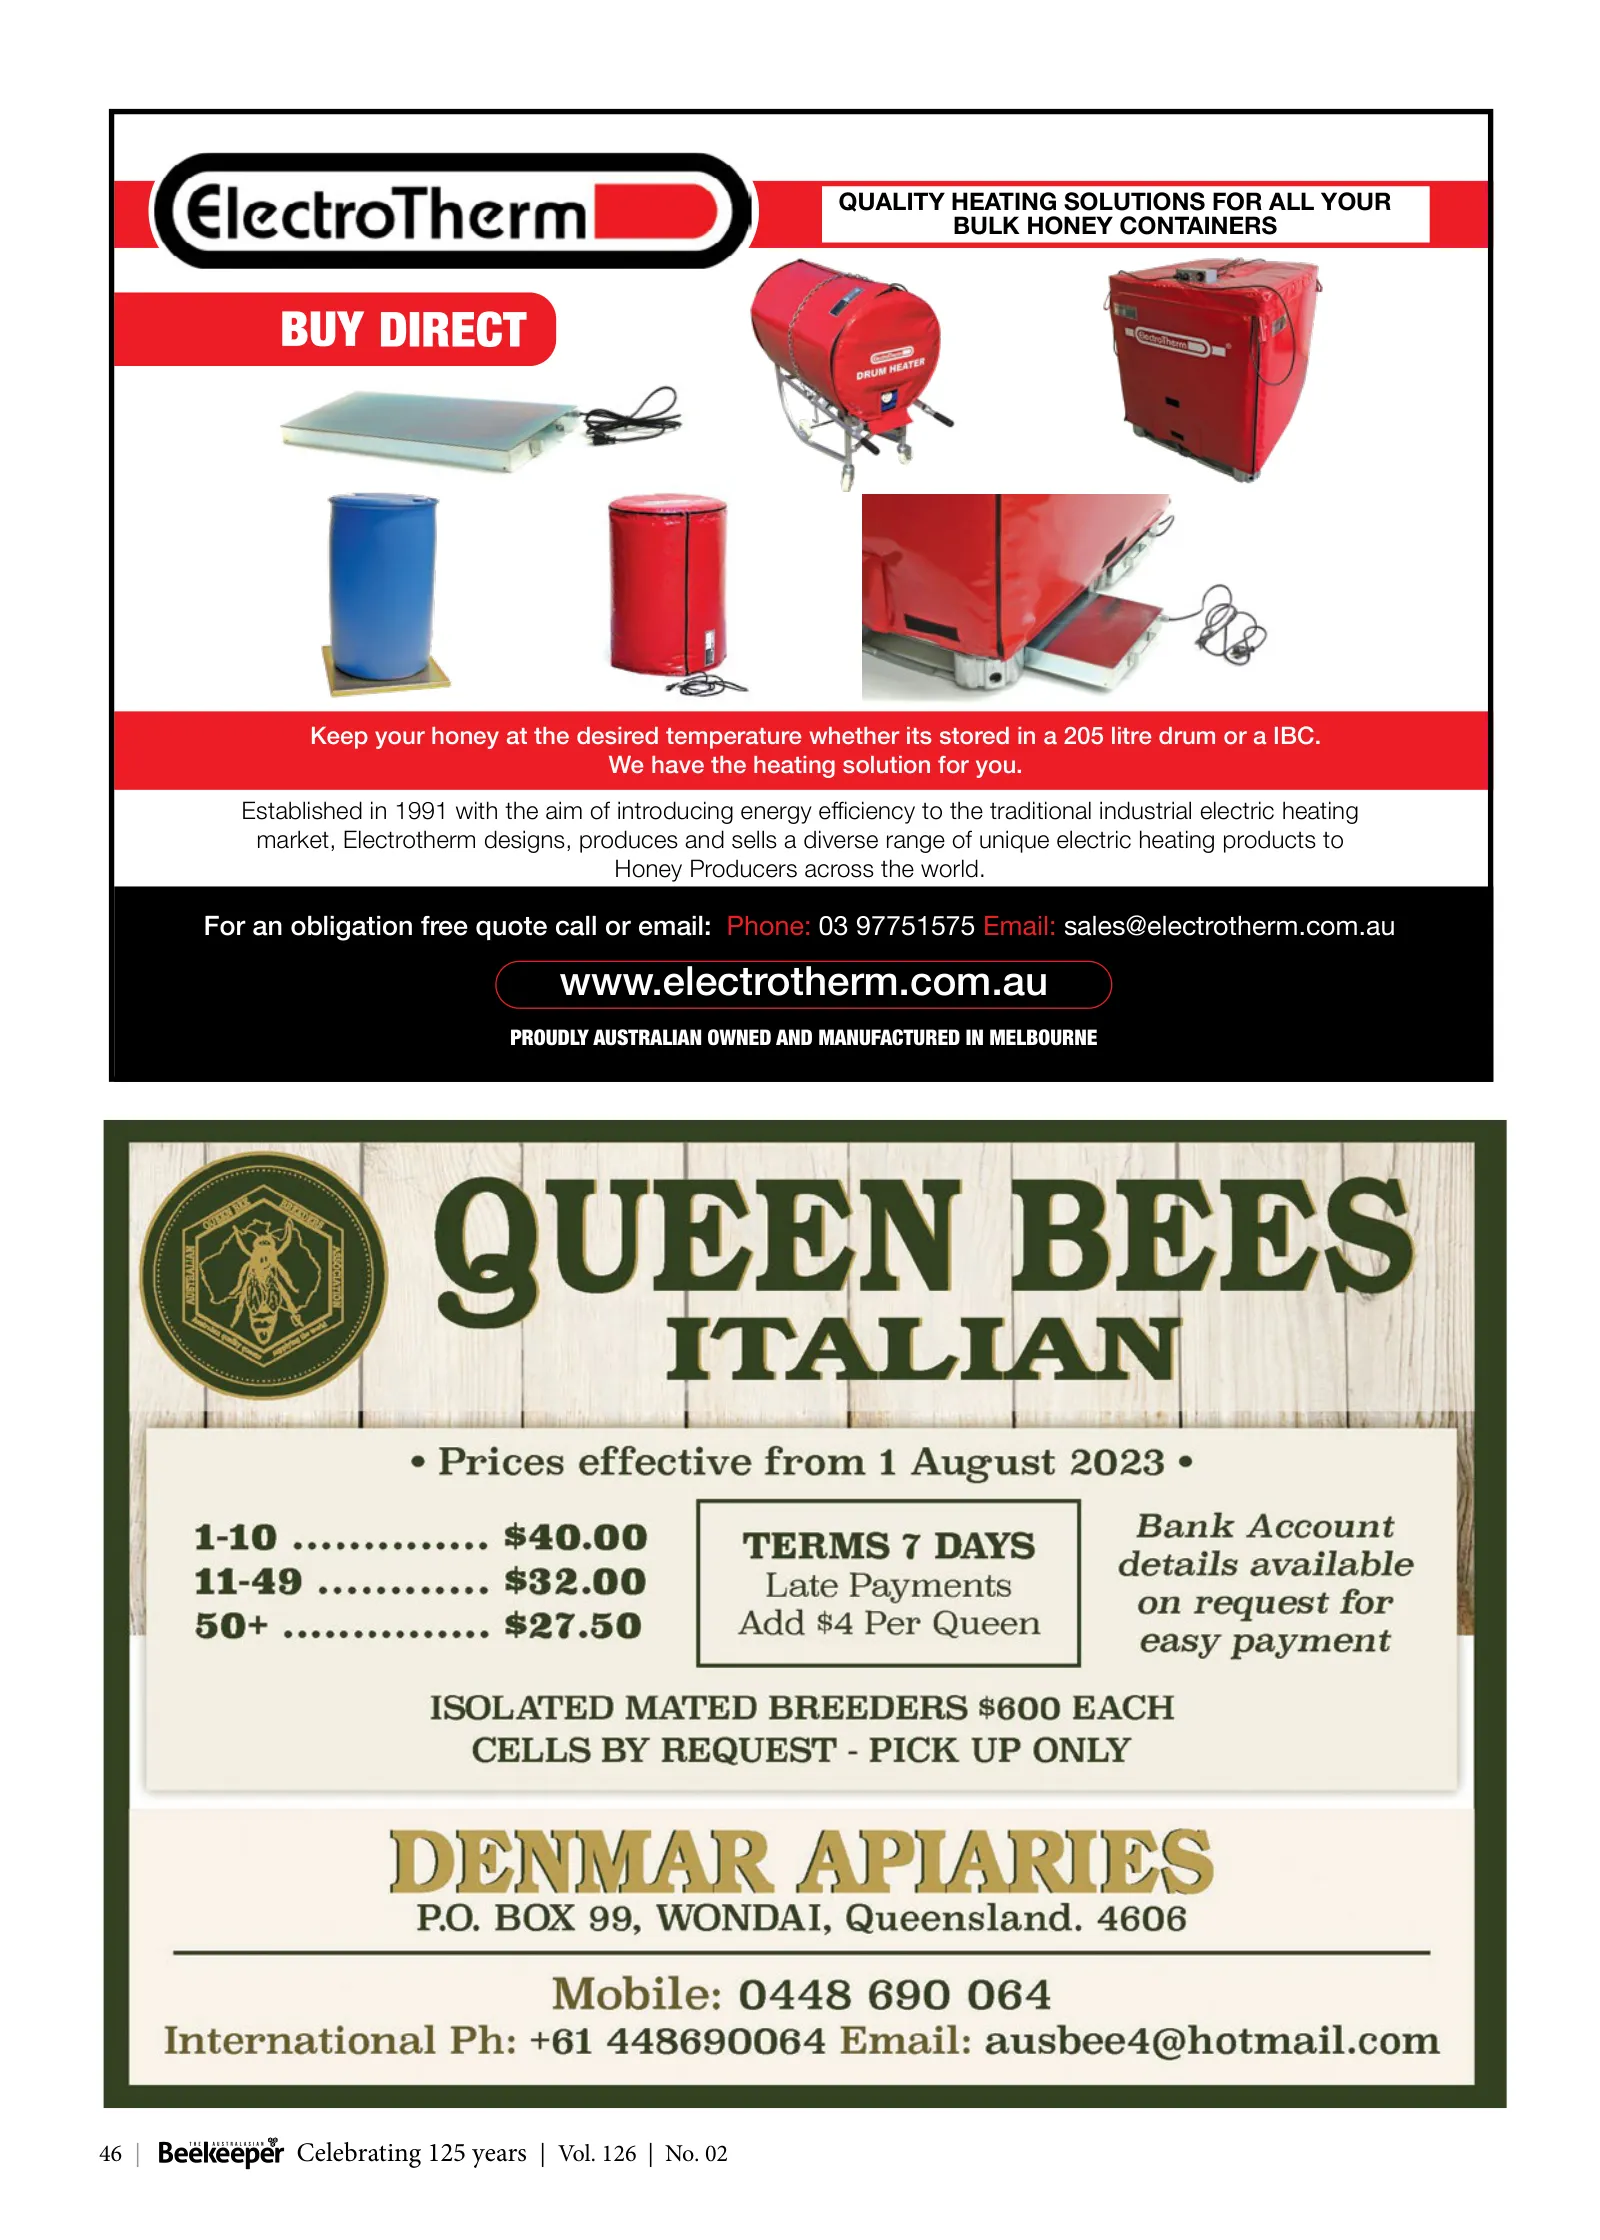 ElectroTherm
QUALITY HEATING SOLUTIONS FOR ALL YOUR
BULK HONEY CONTAINERS
BUY DIRECT
ElectroTherm
DRUM HEATER
ElectroTherm
Keep your honey at the desired temperature whether its stored in a 205 litre drum or a IBC.
We have the heating solution for you.
Established in 1991 with the aim of introducing energy efficiency to the traditional industrial electric heating
market, Electrotherm designs, produces and sells a diverse range of unique electric heating products to
Honey Producers across the world.
For an obligation free quote call or email: Phone: 03 97751575 Email: sales@electrotherm.com.au
www.electrotherm.com.au
PROUDLY AUSTRALIAN OWNED AND MANUFACTURED IN MELBOURNE
AUSTRALIAN QUEEN BEE BREEDERS ASSOCIATION
QUEEN BEES
ITALIAN
• Prices effective from 1 August 2023 •
1-10 .............. $40.00
11-49 ............ $32.00
50+ ............... $27.50
TERMS 7 DAYS
Late Payments
Add $4 Per Queen
Bank Account
details available
on request for
easy payment
ISOLATED MATED BREEDERS $600 EACH
CELLS BY REQUEST - PICK UP ONLY
DENMAR APIARIES
P.O. BOX 99, WONDAI, Queensland. 4606
Mobile: 0448 690 064
International Ph: +61 448690064 Email: ausbee4@hotmail.com
46 | THE AUSTRALASIAN Beekeeper Celebrating 125 years | Vol. 126 | No. 02